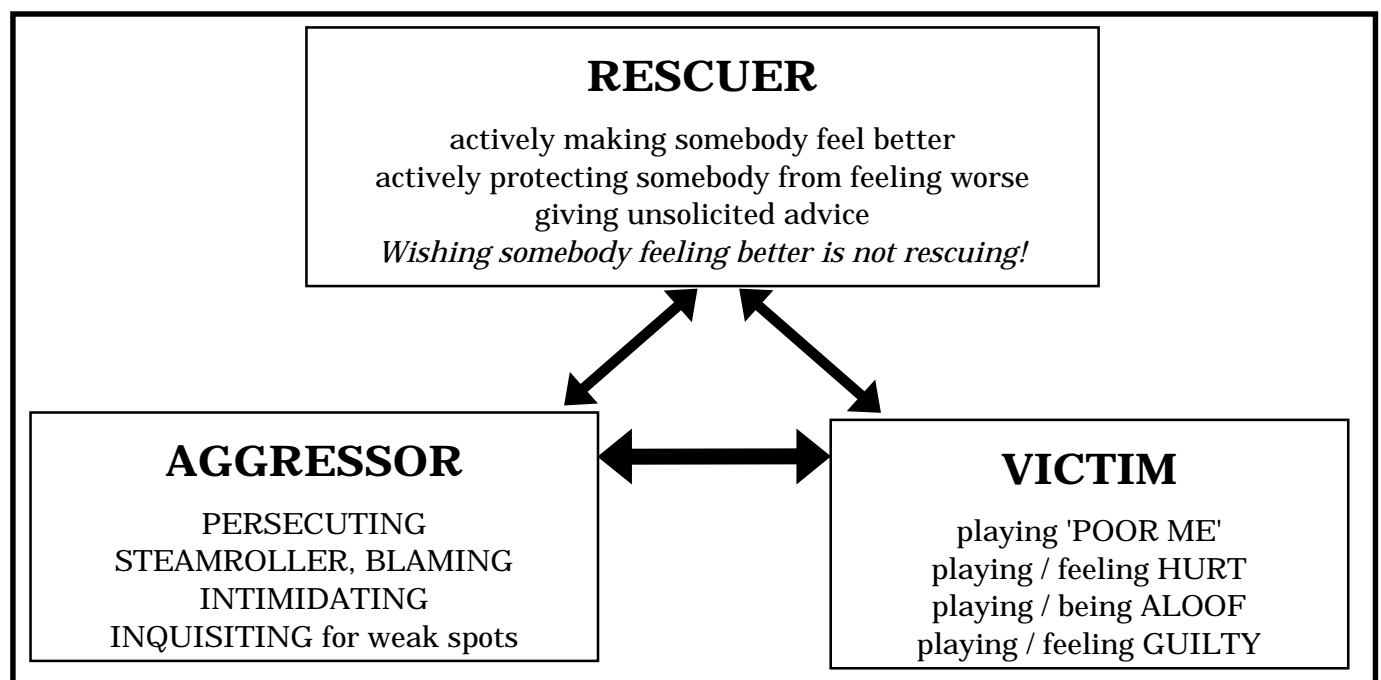 RESCUER
actively making somebody feel better
actively protecting somebody from feeling worse
giving unsolicited advice
Wishing somebody feeling better is not rescuing!
AGGRESSOR
PERSECUTING
STEAMROLLER, BLAMING
INTIMIDATING
INQUISITING for weak spots
VICTIM
playing 'POOR ME'
playing / feeling HURT
playing / being ALOOF
playing / feeling GUILTY